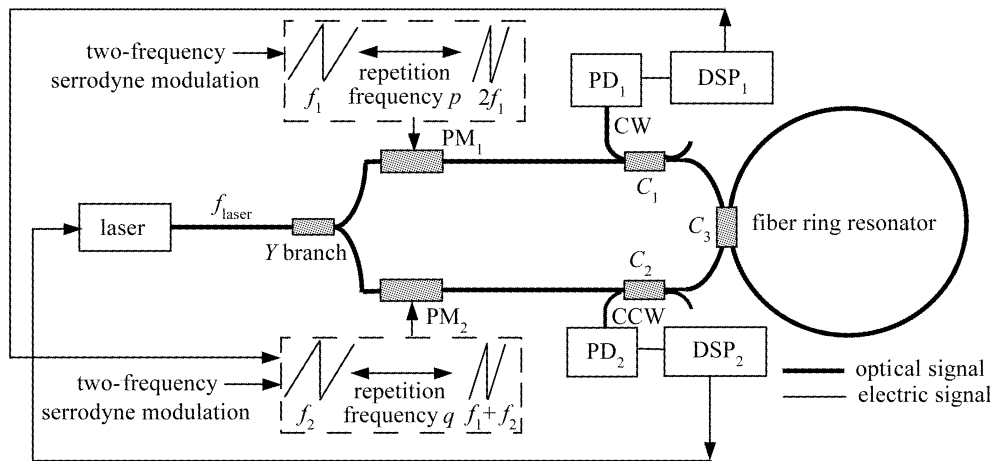 two-frequency
serrodyne modulation
f₁
repetition
frequency p
2f₁
PD₁
DSP₁
CW
PM₁
C₁
laser
f_laser
Y branch
C₃
fiber ring resonator
C₂
PM₂
CCW
PD₂
DSP₂
two-frequency
serrodyne modulation
f₂
repetition
frequency q
f₁+ f₂
optical signal
electric signal